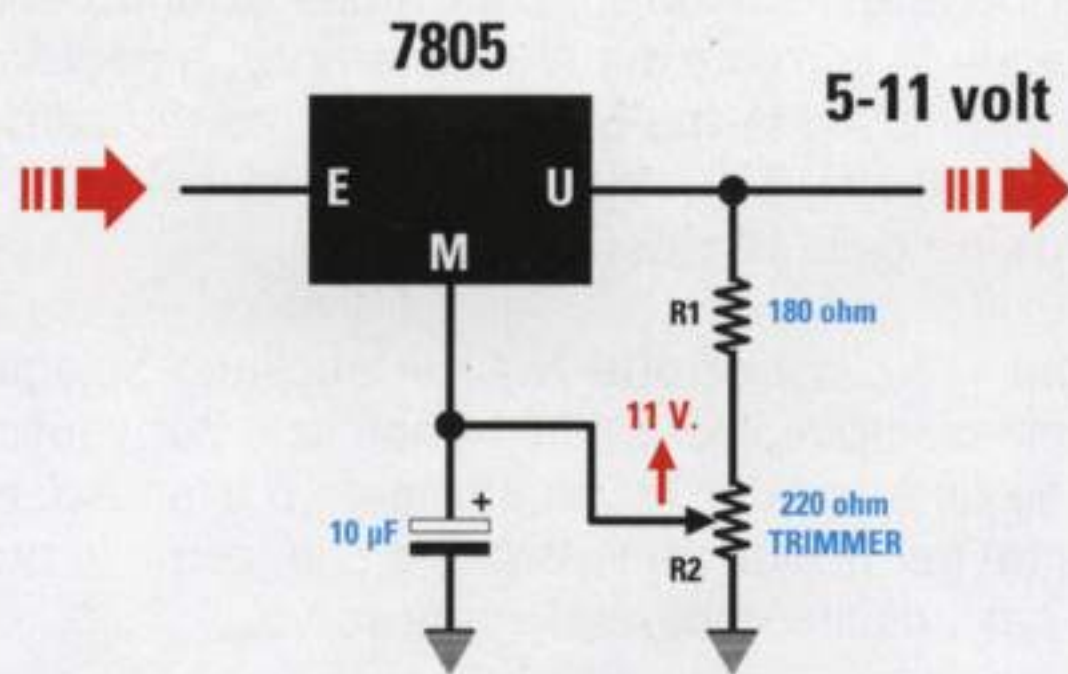 7805
5-11 volt
E
U
M
R1
180 ohm
11 V.
+
10 µF
220 ohm
TRIMMER
R2